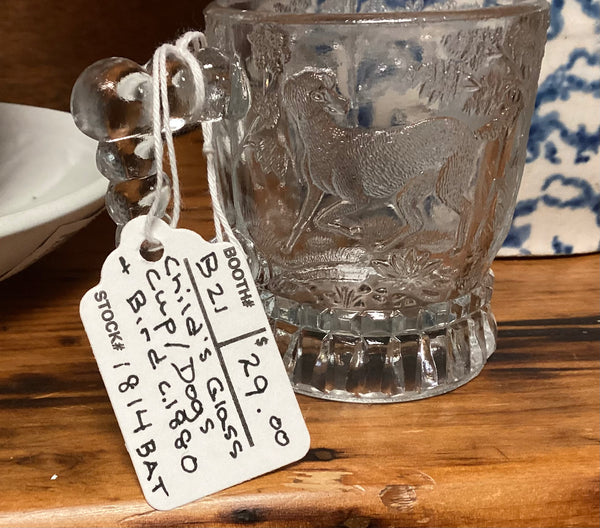 BOOTH#
B21
$29.00
Child's Glass
Cup/Dogs
+ Bird c.1880
STOCK# 1814 BAT